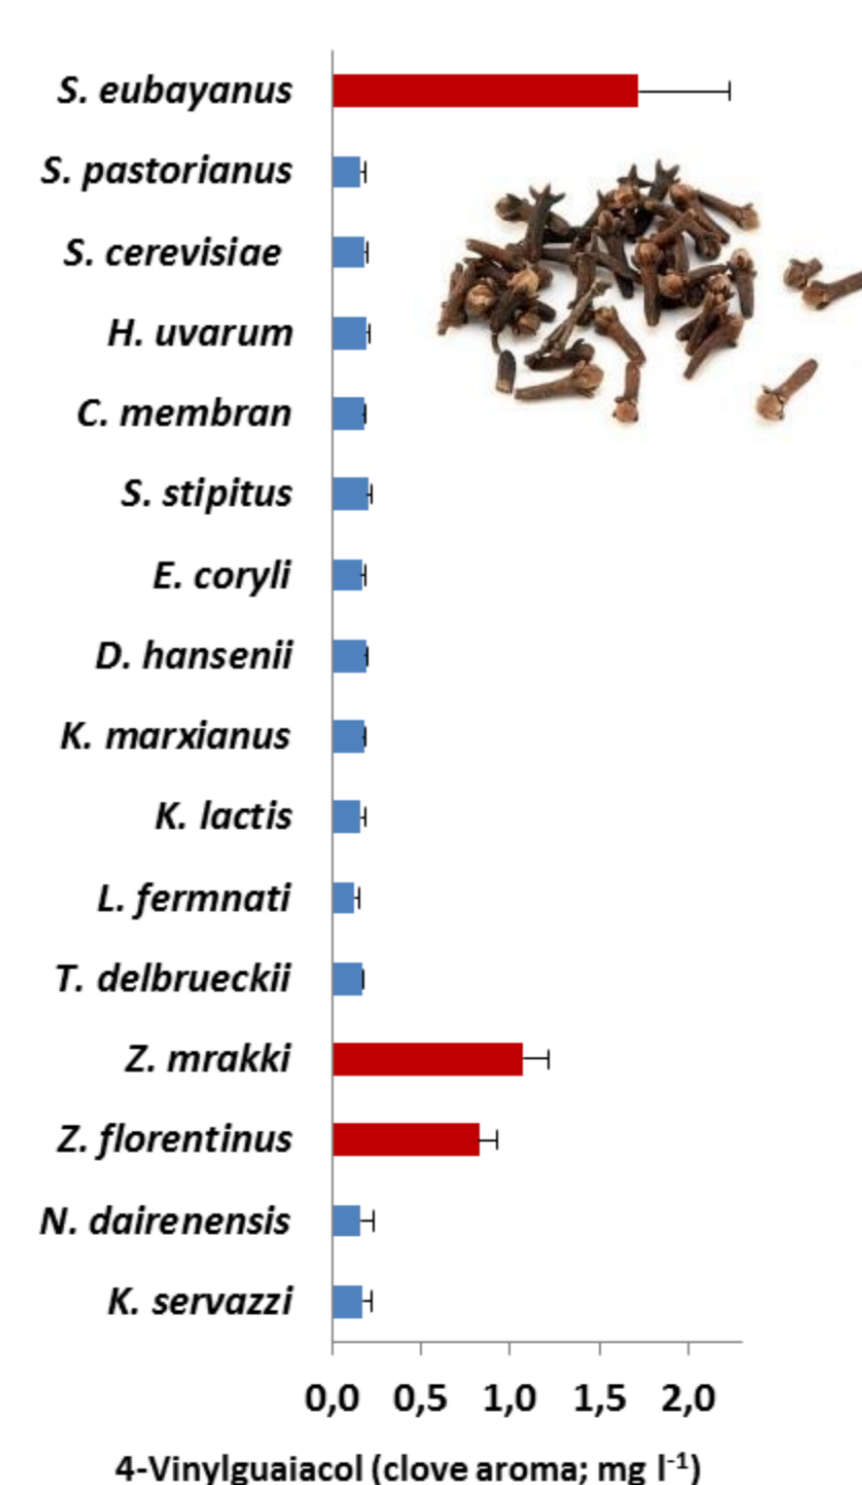 S. eubayanus
S. pastorianus
S. cerevisiae
H. uvarum
C. membran
S. stipitus
E. coryli
D. hansenii
K. marxianus
K. lactis
L. fermnati
T. delbrueckii
Z. mrakki
Z. florentinus
N. dairenensis
K. servazzi
0,0 0,5 1,0 1,5 2,0
4-Vinylguaiacol (clove aroma; mg l⁻¹)